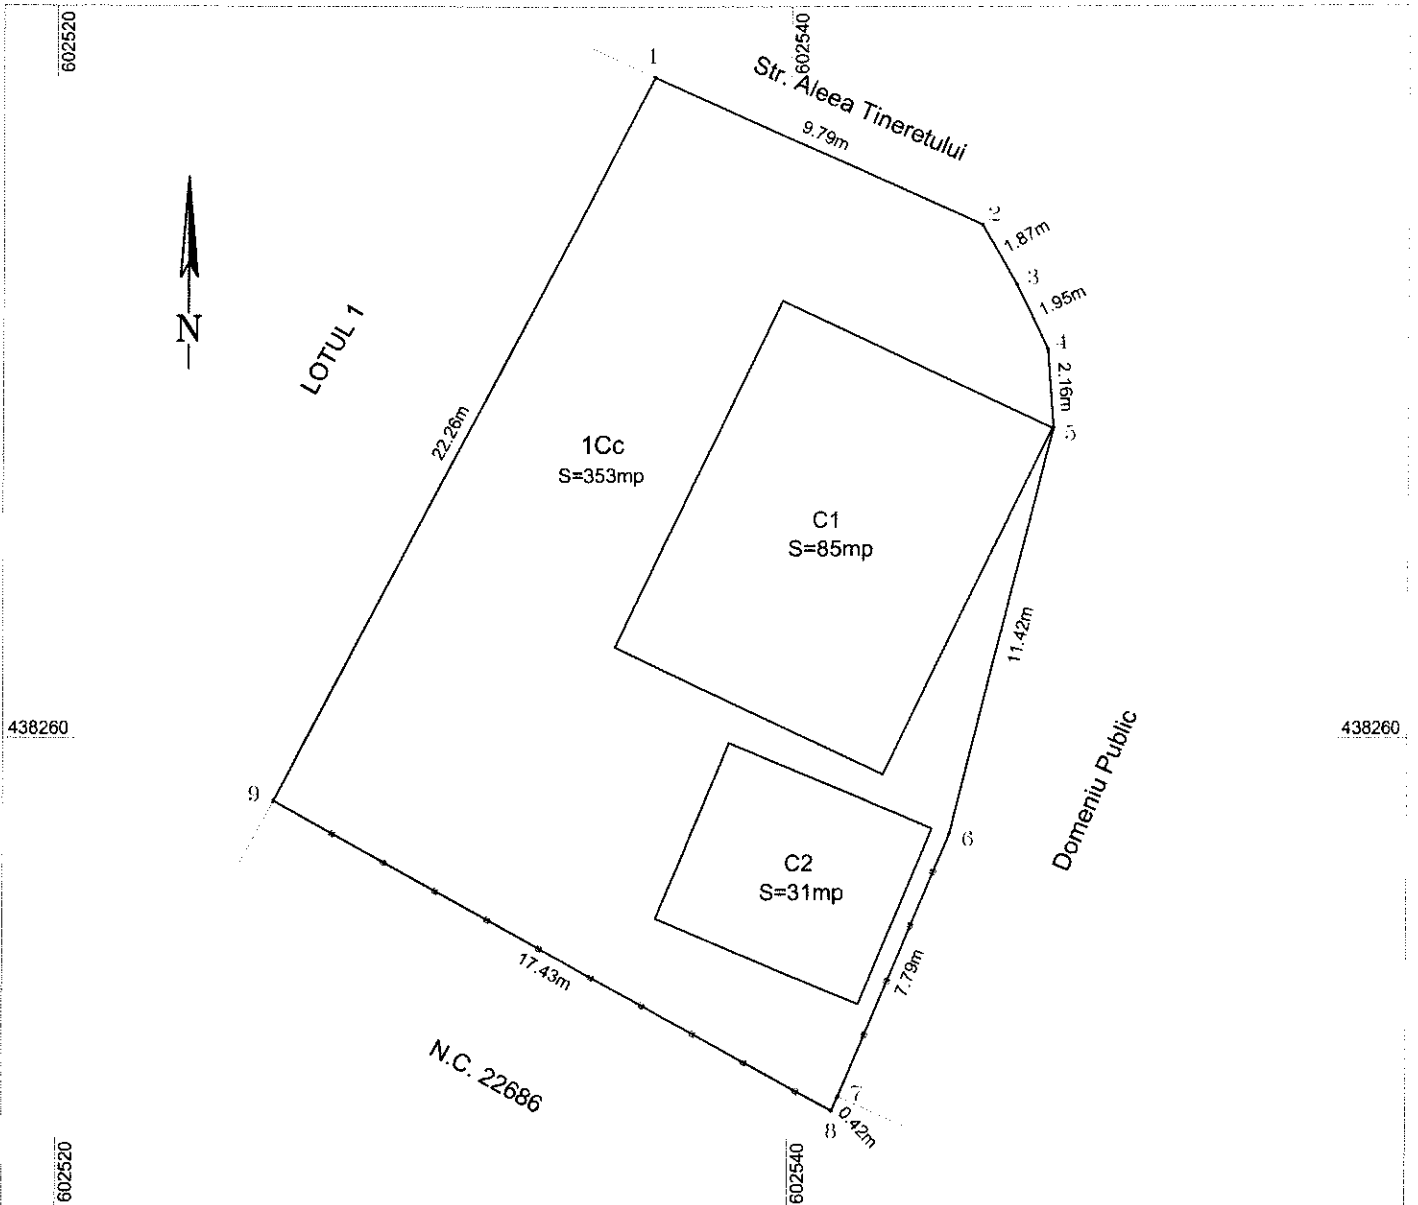 602520
602540
1
Str. Aleea Tineretului
9.79m
2
1.87m
3
1.95m
4
2.16m
5
N
LOTUL 1
22.26m
1Cc
S=353mp
C1
S=85mp
11.42m
438260
438260
Domeniu Public
9
6
C2
S=31mp
7.79m
17.43m
N.C. 22686
7
0.42m
8
602520
602540